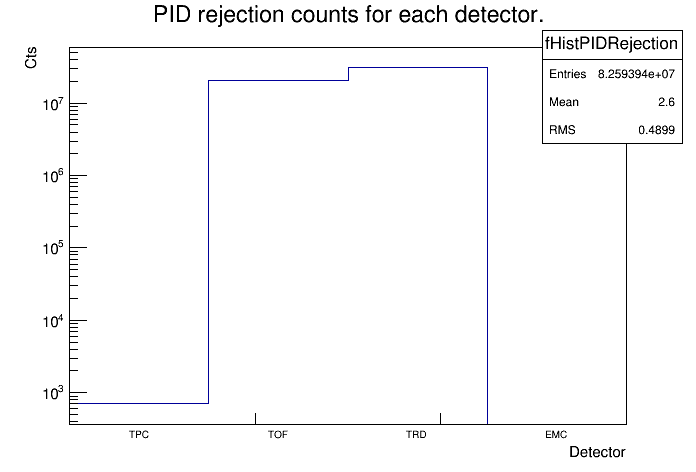 PID rejection counts for each detector.
fHistPIDRejection
Entries 8.259394e+07
Mean 2.6
RMS 0.4899
Cts
10^7
10^6
10^5
10^4
10^3
TPC TOF TRD EMC
Detector